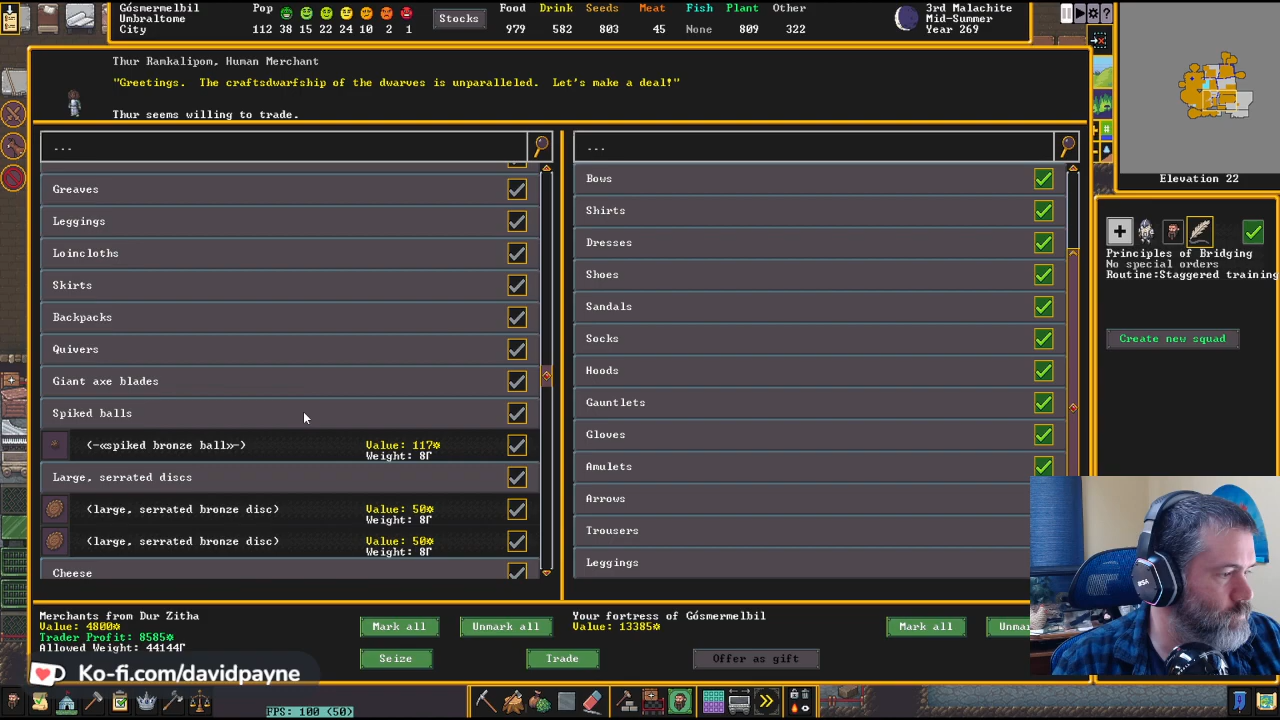 Gósmermelbil
Umbraltome
City
Pop
112 38 15 22 24 10 2 1
Stocks
Food Drink Seeds Meat Fish Plant Other
979 582 803 45 None 809 322
3rd Malachite
Mid-Summer
Year 269
Elevation 22
Thur Ramkalipom, Human Merchant
"Greetings. The craftsdwarfship of the dwarves is unparalleled. Let's make a deal!"
Thur seems willing to trade.
...
Greaves
Leggings
Loincloths
Skirts
Backpacks
Quivers
Giant axe blades
Spiked balls
(-«spiked bronze ball»-)
Value: 117☼
Weight: 8Γ
Large, serrated discs
(large, serrated bronze disc)
Value: 50☼
Weight: 8Γ
(large, serrated bronze disc)
Value: 50☼
Weight: 8Γ
Cheese
...
Bows
Shirts
Dresses
Shoes
Sandals
Socks
Hoods
Gauntlets
Gloves
Amulets
Arrows
Trousers
Leggings
Principles of Bridging
No special orders
Routine:Staggered training
Create new squad
Merchants from Dur Zitha
Value: 4800☼
Trader Profit: 8585☼
Allowed Weight: 44144Γ
Mark all
Unmark all
Your fortress of Gósmermelbil
Value: 13385☼
Mark all
Unmar
Seize
Trade
Offer as gift
Ko-fi.com/davidpayne
FPS: 100 (50)